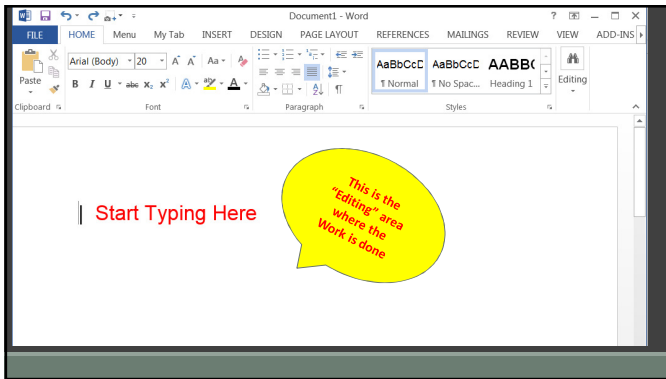 Document1 - Word
FILE HOME Menu My Tab INSERT DESIGN PAGE LAYOUT REFERENCES MAILINGS REVIEW VIEW ADD-INS
Arial (Body) 20 A A Aa
AaBbCcD AaBbCcD AABB(
Paste
B I U abc X₂ X² A aby A
¶ Normal ¶ No Spac... Heading 1
Editing
Clipboard Font Paragraph Styles
Start Typing Here
This is the
"Editing" area
where the
Work is done